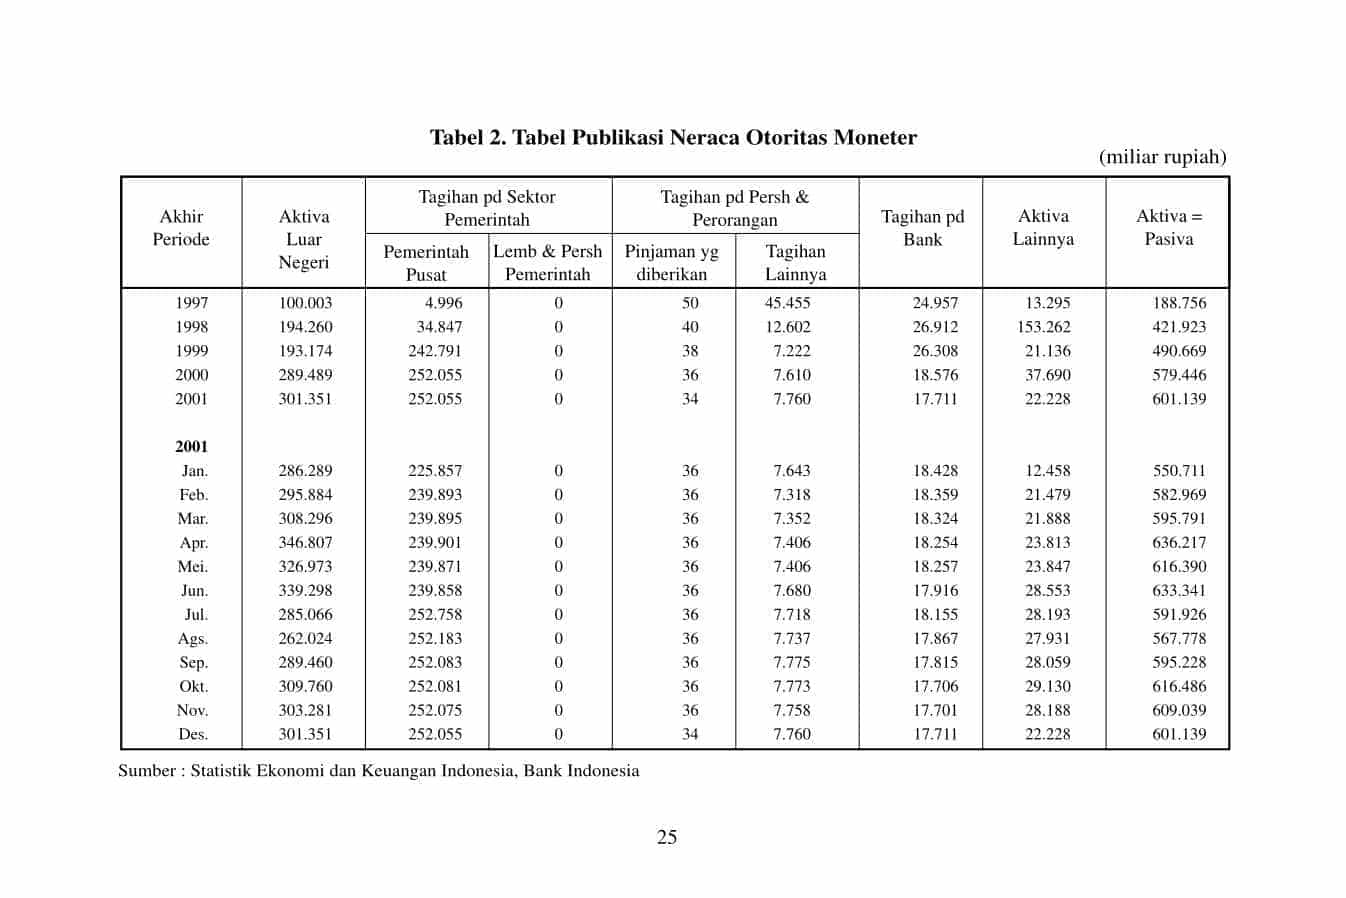 Tabel 2. Tabel Publikasi Neraca Otoritas Moneter
(miliar rupiah)
Akhir Periode
Aktiva Luar Negeri
Tagihan pd Sektor Pemerintah
Tagihan pd Persh & Perorangan
Tagihan pd Bank
Aktiva Lainnya
Aktiva = Pasiva
Pemerintah Pusat
Lemb & Persh Pemerintah
Pinjaman yg diberikan
Tagihan Lainnya
1997 100.003 4.996 0 50 45.455 24.957 13.295 188.756
1998 194.260 34.847 0 40 12.602 26.912 153.262 421.923
1999 193.174 242.791 0 38 7.222 26.308 21.136 490.669
2000 289.489 252.055 0 36 7.610 18.576 37.690 579.446
2001 301.351 252.055 0 34 7.760 17.711 22.228 601.139
2001
Jan. 286.289 225.857 0 36 7.643 18.428 12.458 550.711
Feb. 295.884 239.893 0 36 7.318 18.359 21.479 582.969
Mar. 308.296 239.895 0 36 7.352 18.324 21.888 595.791
Apr. 346.807 239.901 0 36 7.406 18.254 23.813 636.217
Mei. 326.973 239.871 0 36 7.406 18.257 23.847 616.390
Jun. 339.298 239.858 0 36 7.680 17.916 28.553 633.341
Jul. 285.066 252.758 0 36 7.718 18.155 28.193 591.926
Ags. 262.024 252.183 0 36 7.737 17.867 27.931 567.778
Sep. 289.460 252.083 0 36 7.775 17.815 28.059 595.228
Okt. 309.760 252.081 0 36 7.773 17.706 29.130 616.486
Nov. 303.281 252.075 0 36 7.758 17.701 28.188 609.039
Des. 301.351 252.055 0 34 7.760 17.711 22.228 601.139
Sumber : Statistik Ekonomi dan Keuangan Indonesia, Bank Indonesia
25